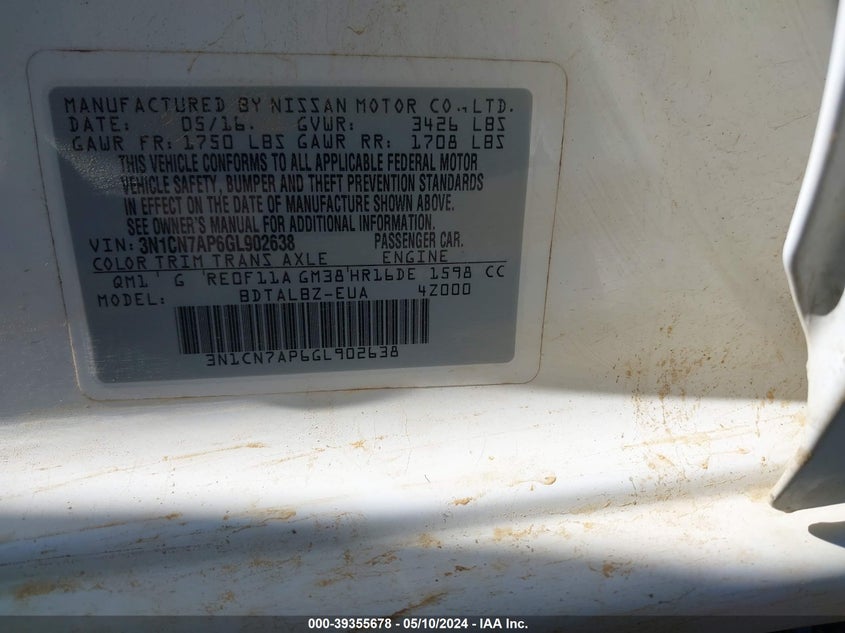 MANUFACTURED BY NISSAN MOTOR CO., LTD.
DATE: 05/16. GVWR: 3426 LBS
GAWR FR: 1750 LBS GAWR RR: 1708 LBS
THIS VEHICLE CONFORMS TO ALL APPLICABLE FEDERAL MOTOR
VEHICLE SAFETY, BUMPER AND THEFT PREVENTION STANDARDS
IN EFFECT ON THE DATE OF MANUFACTURE SHOWN ABOVE.
SEE OWNER'S MANUAL FOR ADDITIONAL INFORMATION.
VIN: 3N1CN7AP6GL902638 PASSENGER CAR.
COLOR TRIM TRANS AXLE ENGINE
QM1 G RE0F11A GM38 HR16DE 1598 CC
MODEL: BDTALBZ-EUA 4Z000
3N1CN7AP6GL902638
000-39355678 - 05/10/2024 - IAA Inc.